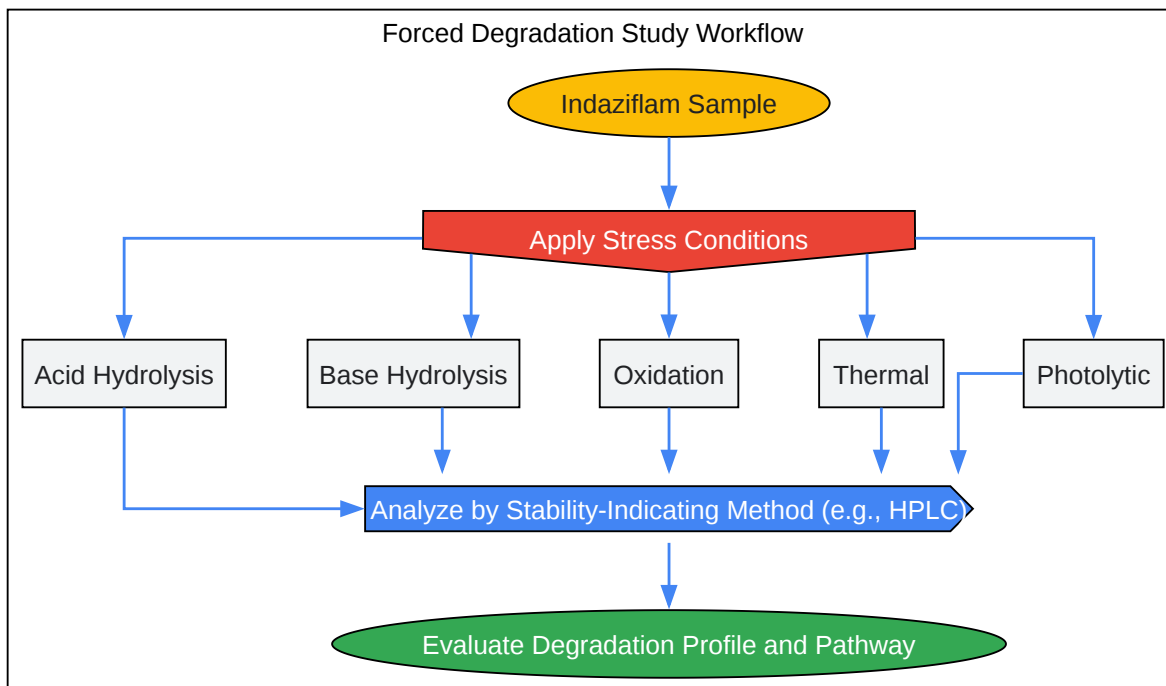 Forced Degradation Study Workflow
Indaziflam Sample
Apply Stress Conditions
Acid Hydrolysis
Base Hydrolysis
Oxidation
Thermal
Photolytic
Analyze by Stability-Indicating Method (e.g., HPLC)
Evaluate Degradation Profile and Pathway